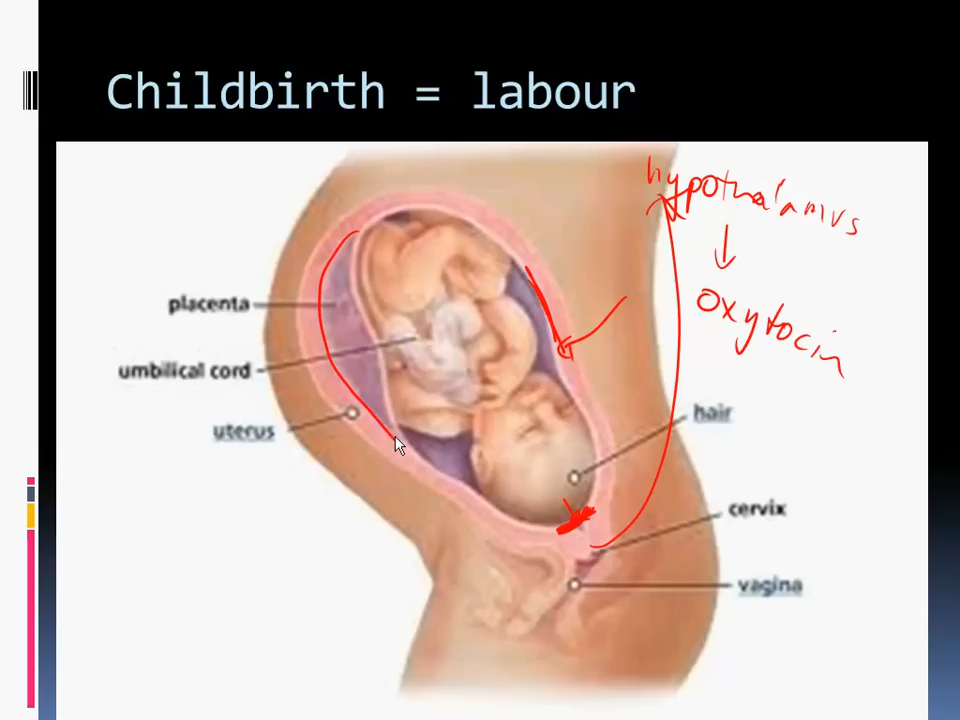 Childbirth = labour
hypothalamus
oxytocin
placenta
umbilical cord
uterus
hair
cervix
vagina